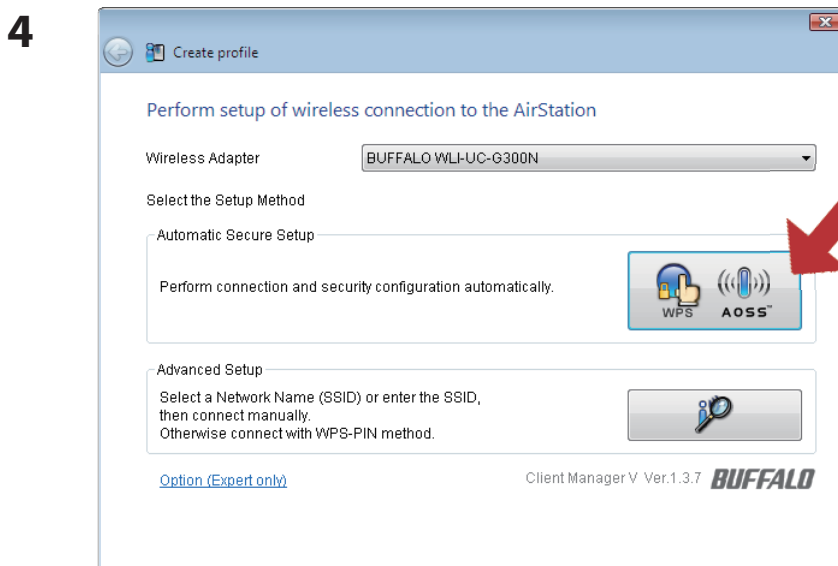 4
Create profile
Perform setup of wireless connection to the AirStation
Wireless Adapter
BUFFALO WLI-UC-G300N
Select the Setup Method
Automatic Secure Setup
Perform connection and security configuration automatically.
WPS AOSS™
Advanced Setup
Select a Network Name (SSID) or enter the SSID,
then connect manually.
Otherwise connect with WPS-PIN method.
Option (Expert only)
Client Manager V Ver.1.3.7 BUFFALO